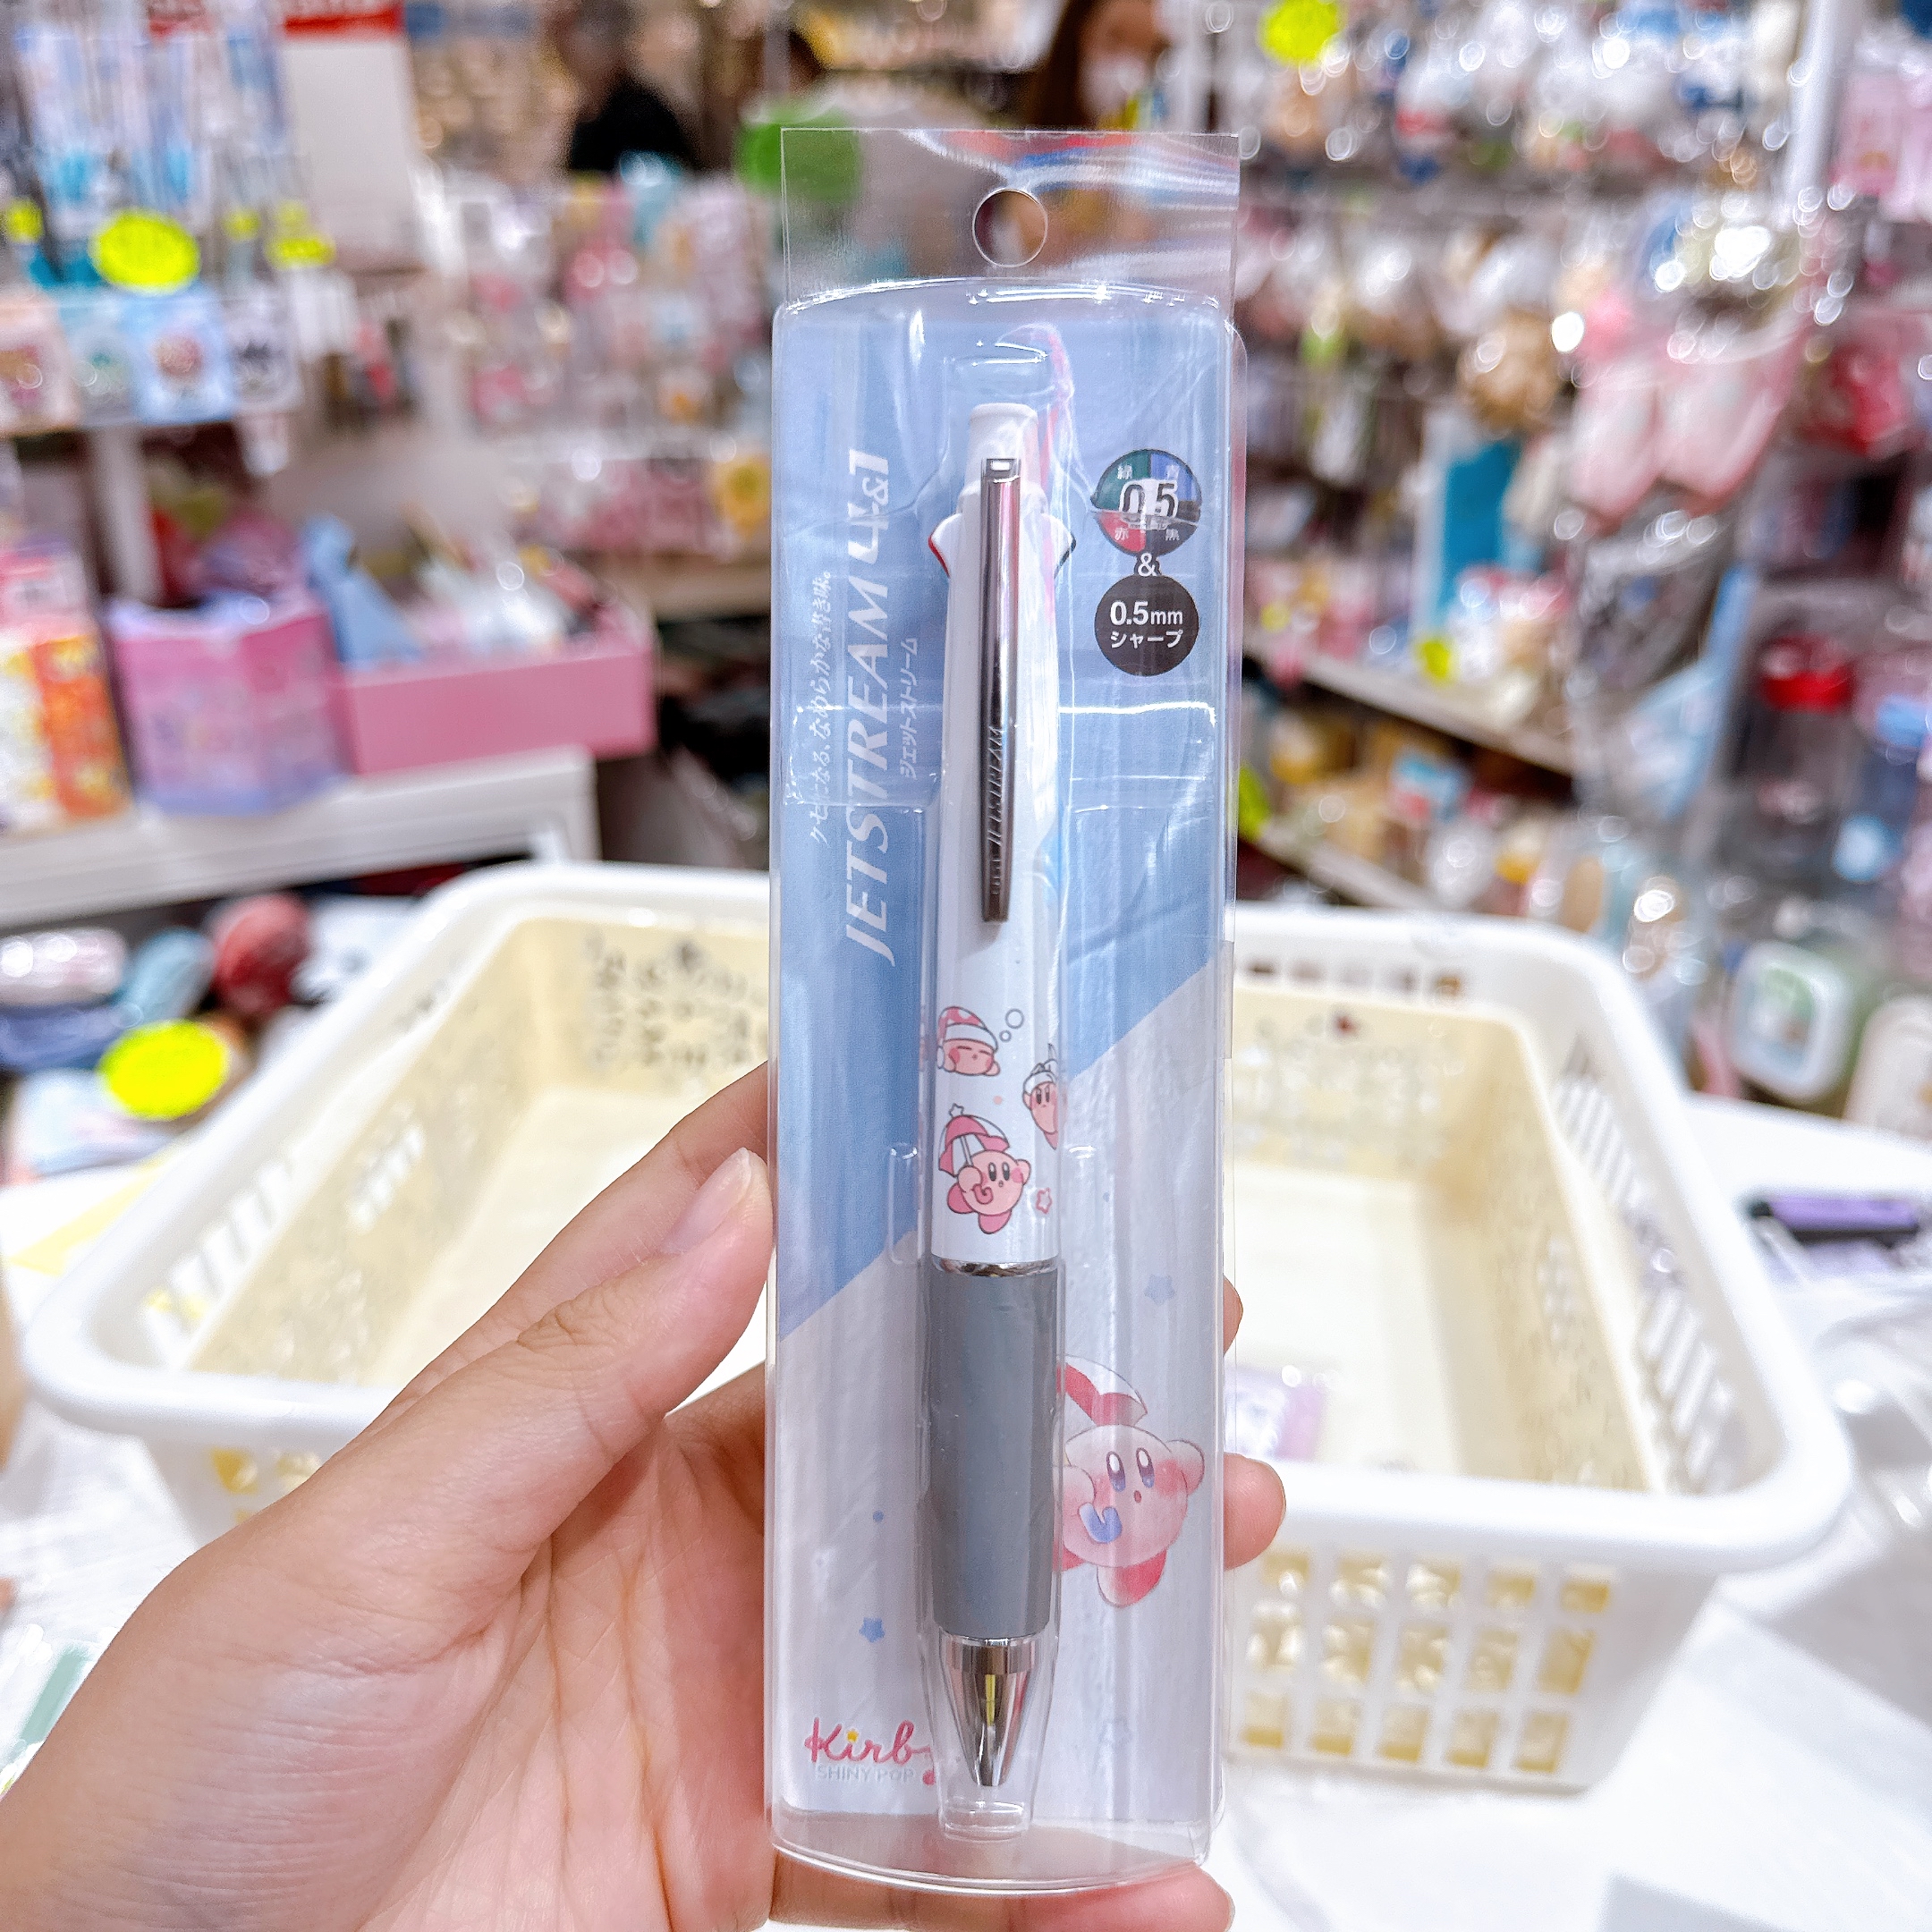 クセになる、なめらかな書き味。
JETSTREAM 4&1
ジェットストリーム
緑 青
0.5
赤 黒
&
0.5mm
シャープ
JETSTREAM
Kirby
SHINY POP